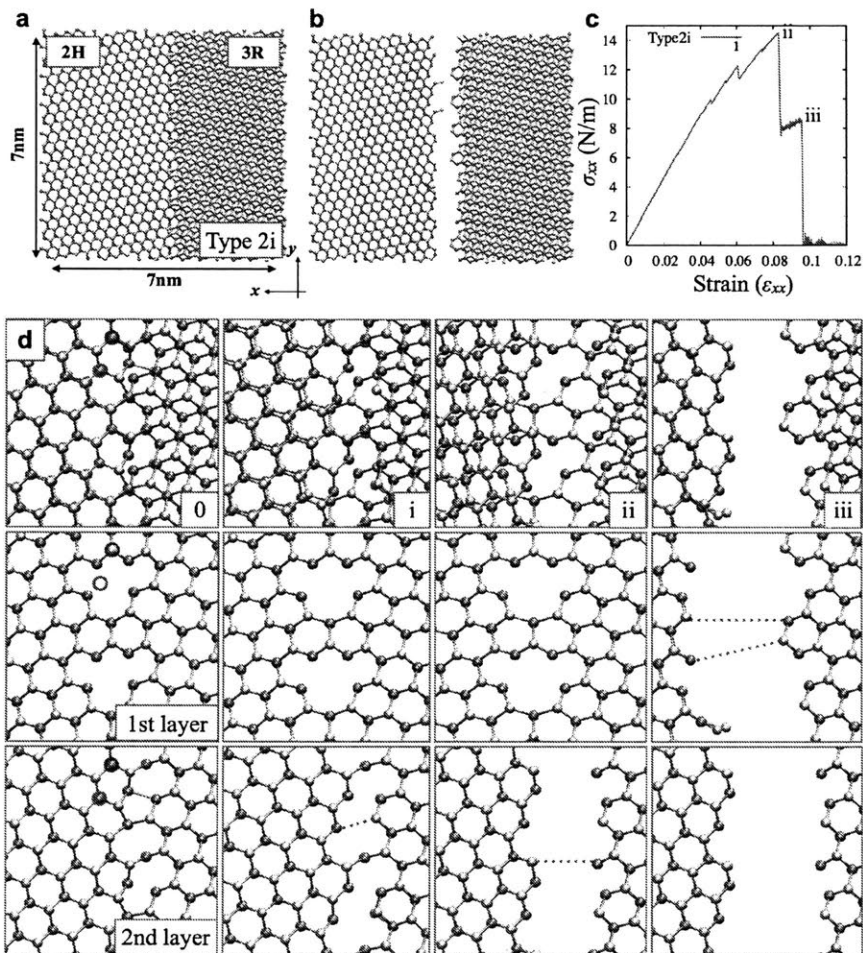 a
b
c
2H
3R
7nm
Type 2i
7nm
y
x
Type2i
i
ii
iii
14
12
10
8
6
4
2
0
σxx (N/m)
0
0.02
0.04
0.06
0.08
0.1
0.12
Strain (εxx)
d
0
i
ii
iii
1st layer
2nd layer